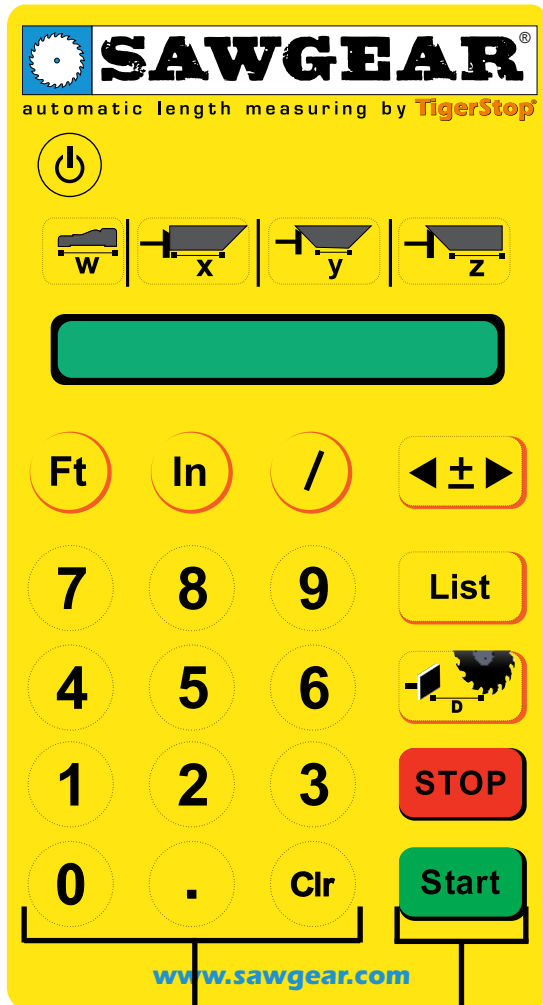 SAWGEAR®
automatic length measuring by TigerStop®
w x y z
Ft In / ◀ ± ▶
7 8 9 List
4 5 6 D
1 2 3 STOP
0 . Clr Start
www.sawgear.com